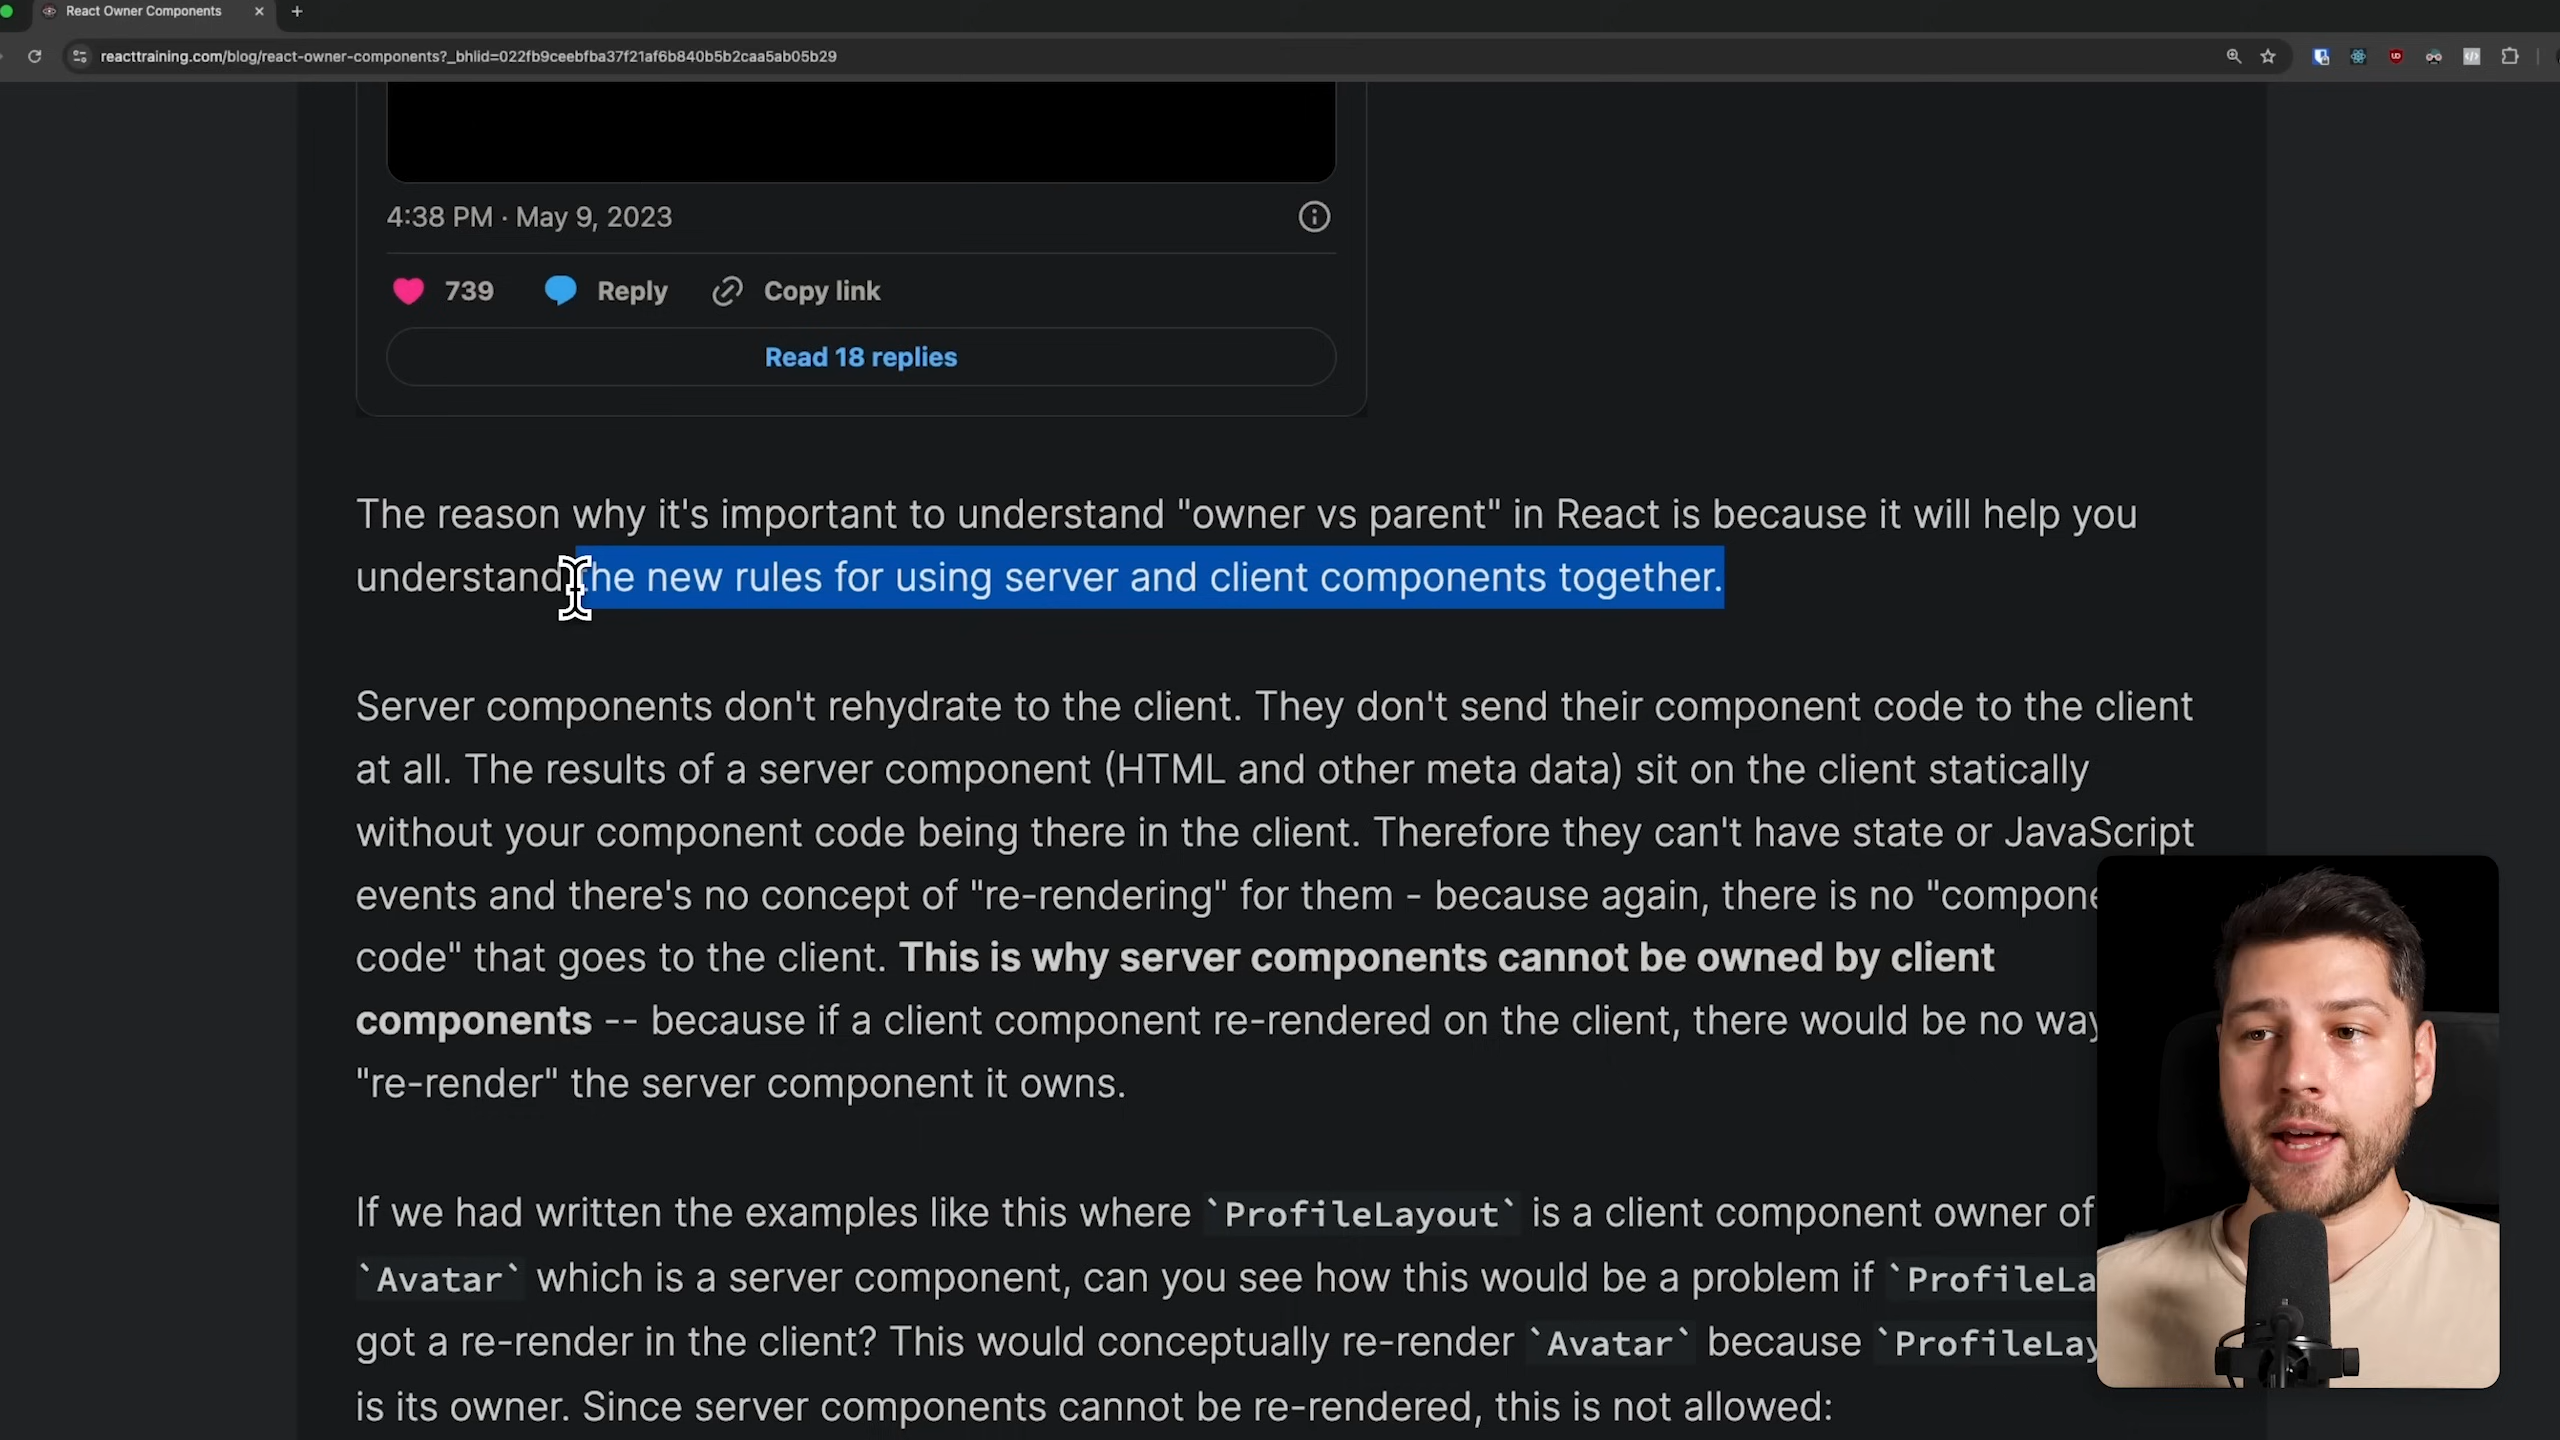 React Owner Components
reacttraining.com/blog/react-owner-components?_bhlid=022fb9ceebfba37f21af6b840b5b2caa5ab05b29
4:38 PM · May 9, 2023
739 Reply Copy link
Read 18 replies
The reason why it's important to understand "owner vs parent" in React is because it will help you
understand the new rules for using server and client components together.
Server components don't rehydrate to the client. They don't send their component code to the client
at all. The results of a server component (HTML and other meta data) sit on the client statically
without your component code being there in the client. Therefore they can't have state or JavaScript
events and there's no concept of "re-rendering" for them - because again, there is no "compone
code" that goes to the client. This is why server components cannot be owned by client
components -- because if a client component re-rendered on the client, there would be no way
"re-render" the server component it owns.
If we had written the examples like this where `ProfileLayout` is a client component owner of
`Avatar` which is a server component, can you see how this would be a problem if `ProfileLa
got a re-render in the client? This would conceptually re-render `Avatar` because `ProfileLay
is its owner. Since server components cannot be re-rendered, this is not allowed: